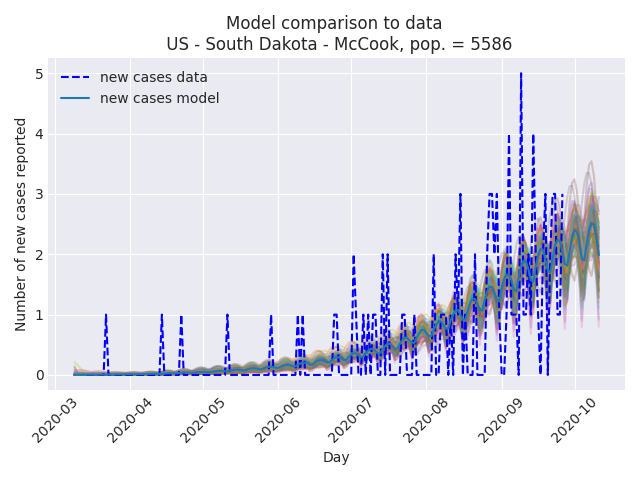 Model comparison to data
US - South Dakota - McCook, pop. = 5586
new cases data
new cases model
Number of new cases reported
5
4
3
2
1
0
2020-03
2020-04
2020-05
2020-06
2020-07
2020-08
2020-09
2020-10
Day